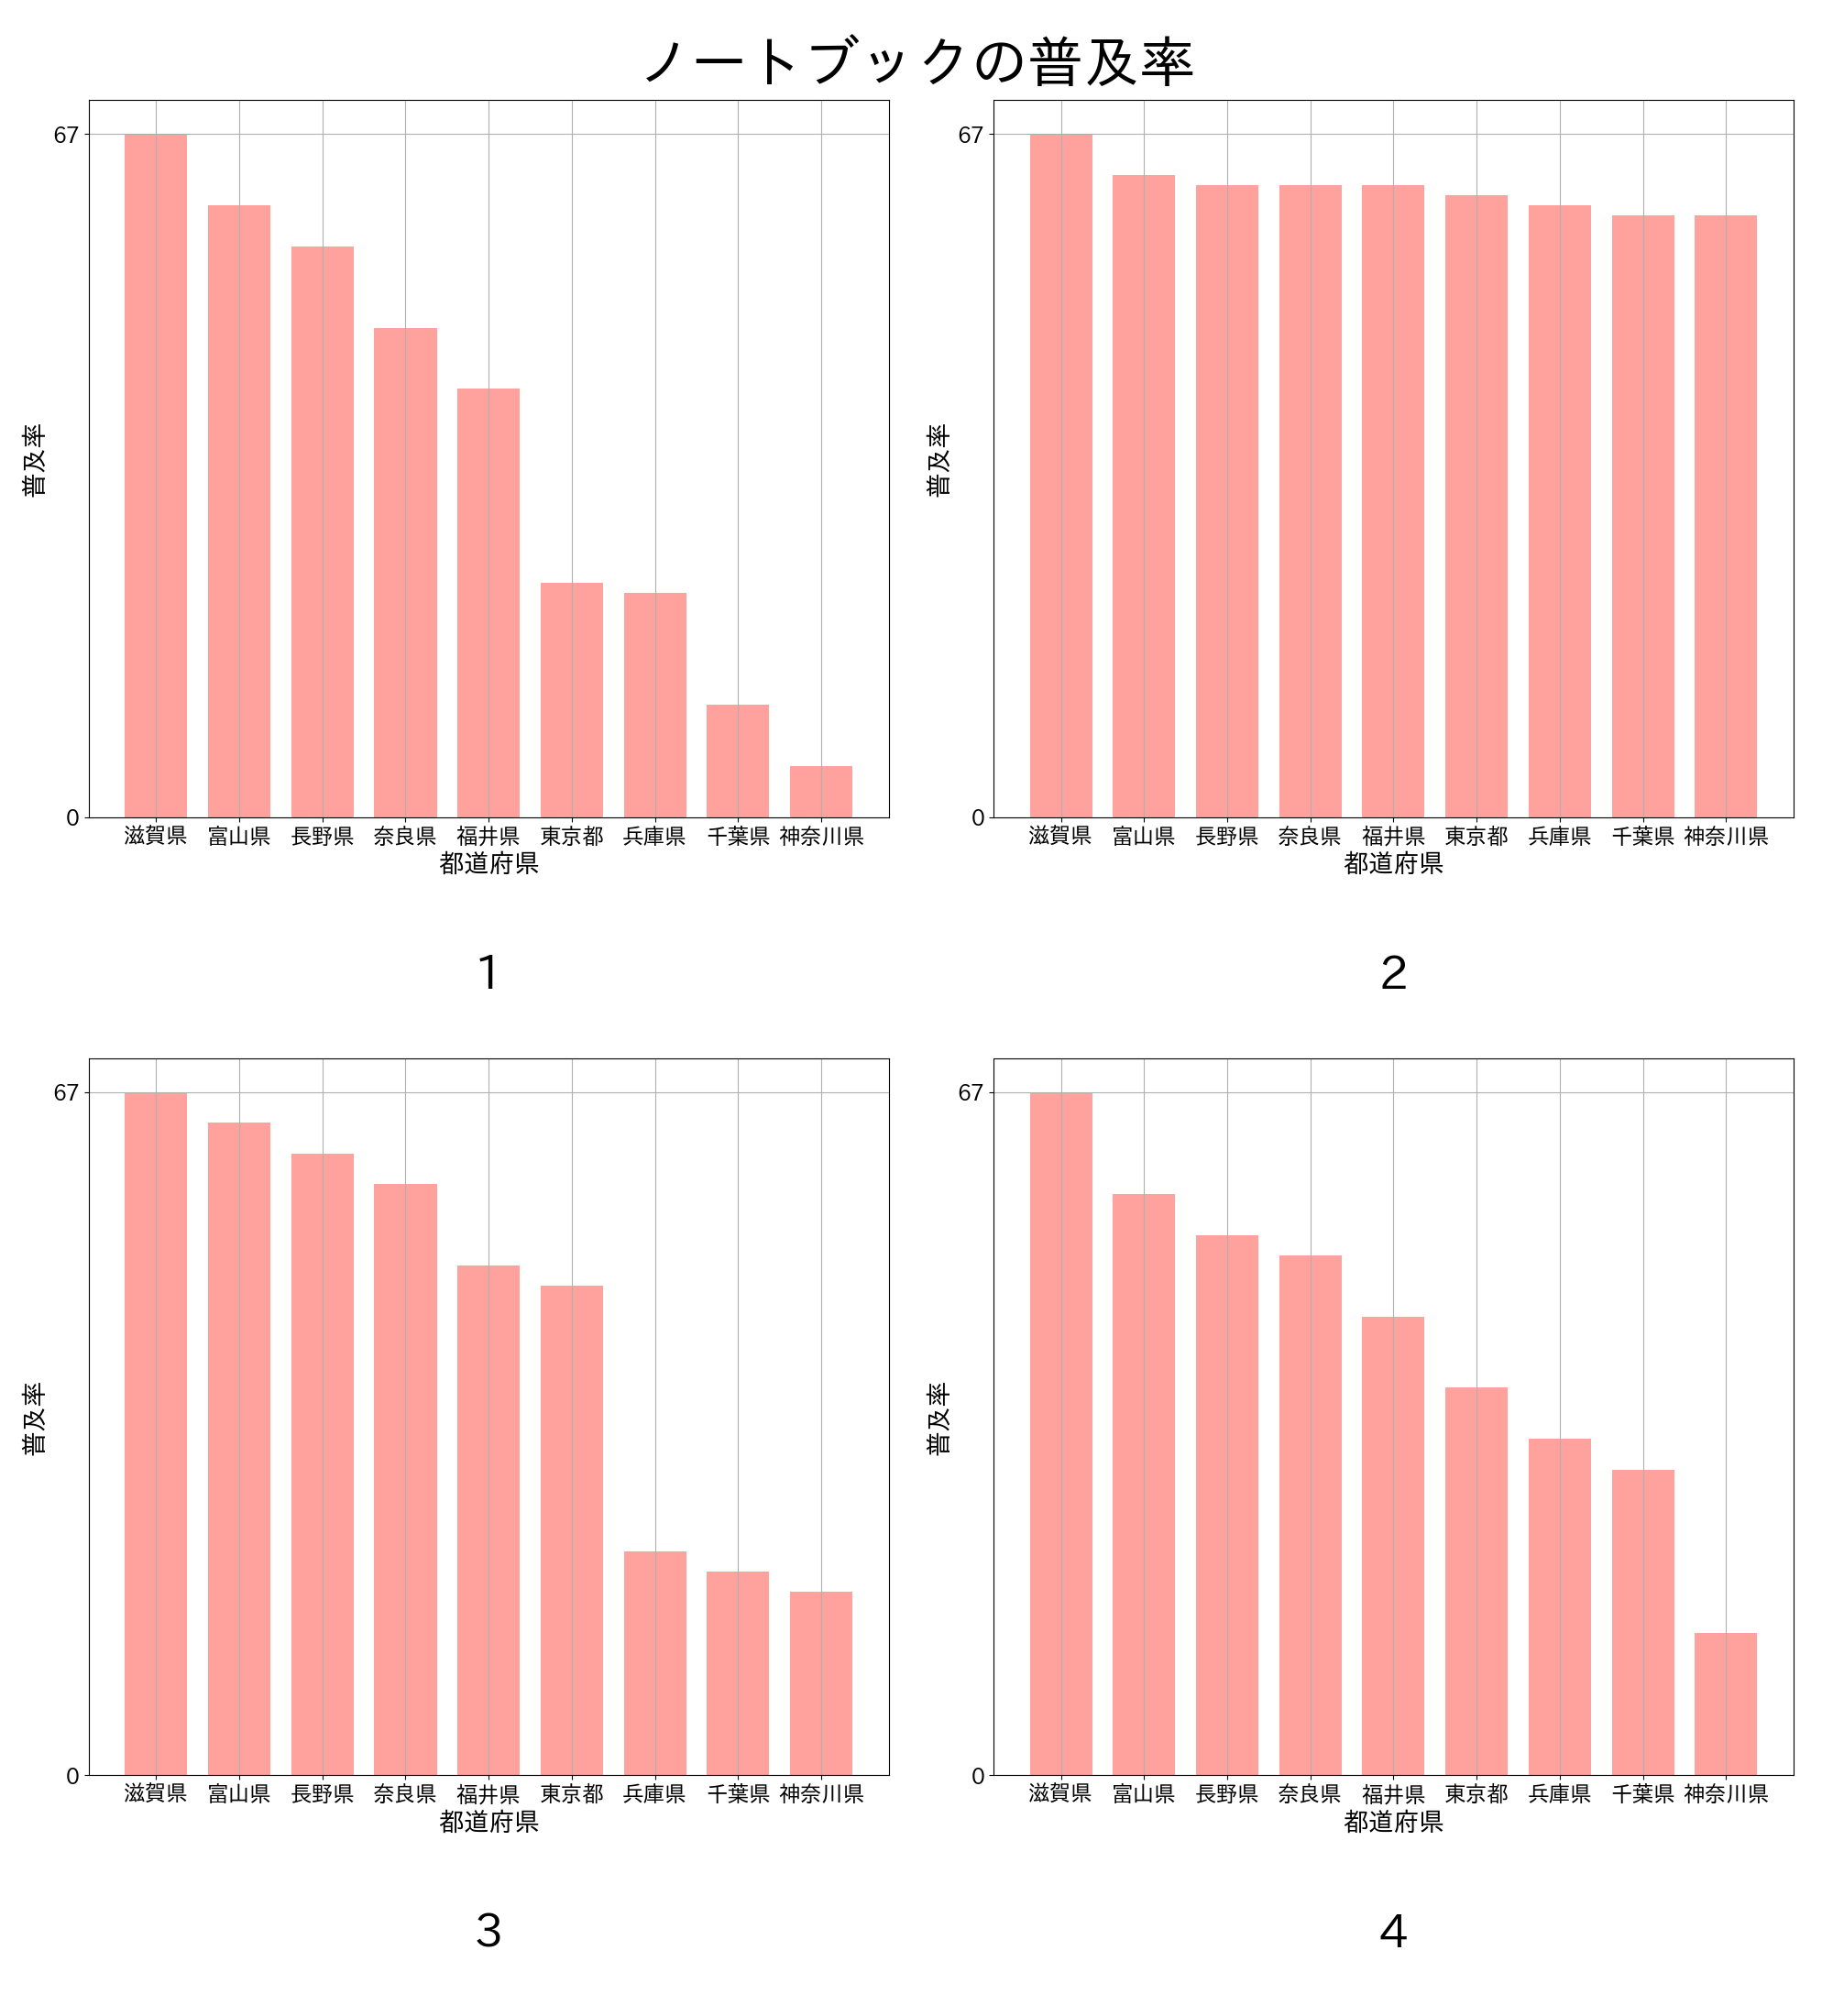 ノートブックの普及率
67
0
普及率
滋賀県 富山県 長野県 奈良県 福井県 東京都 兵庫県 千葉県 神奈川県
都道府県
1
67
0
普及率
滋賀県 富山県 長野県 奈良県 福井県 東京都 兵庫県 千葉県 神奈川県
都道府県
2
67
0
普及率
滋賀県 富山県 長野県 奈良県 福井県 東京都 兵庫県 千葉県 神奈川県
都道府県
3
67
0
普及率
滋賀県 富山県 長野県 奈良県 福井県 東京都 兵庫県 千葉県 神奈川県
都道府県
4